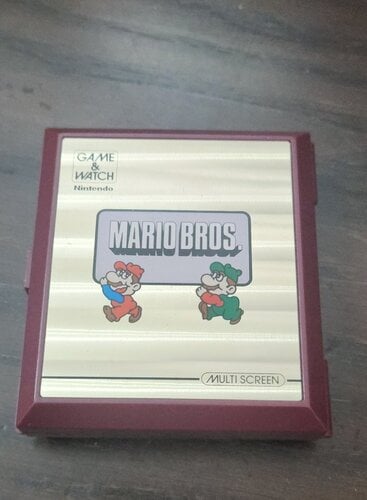 GAME
&
WATCH
Nintendo
MARIO BROS.
MULTI SCREEN